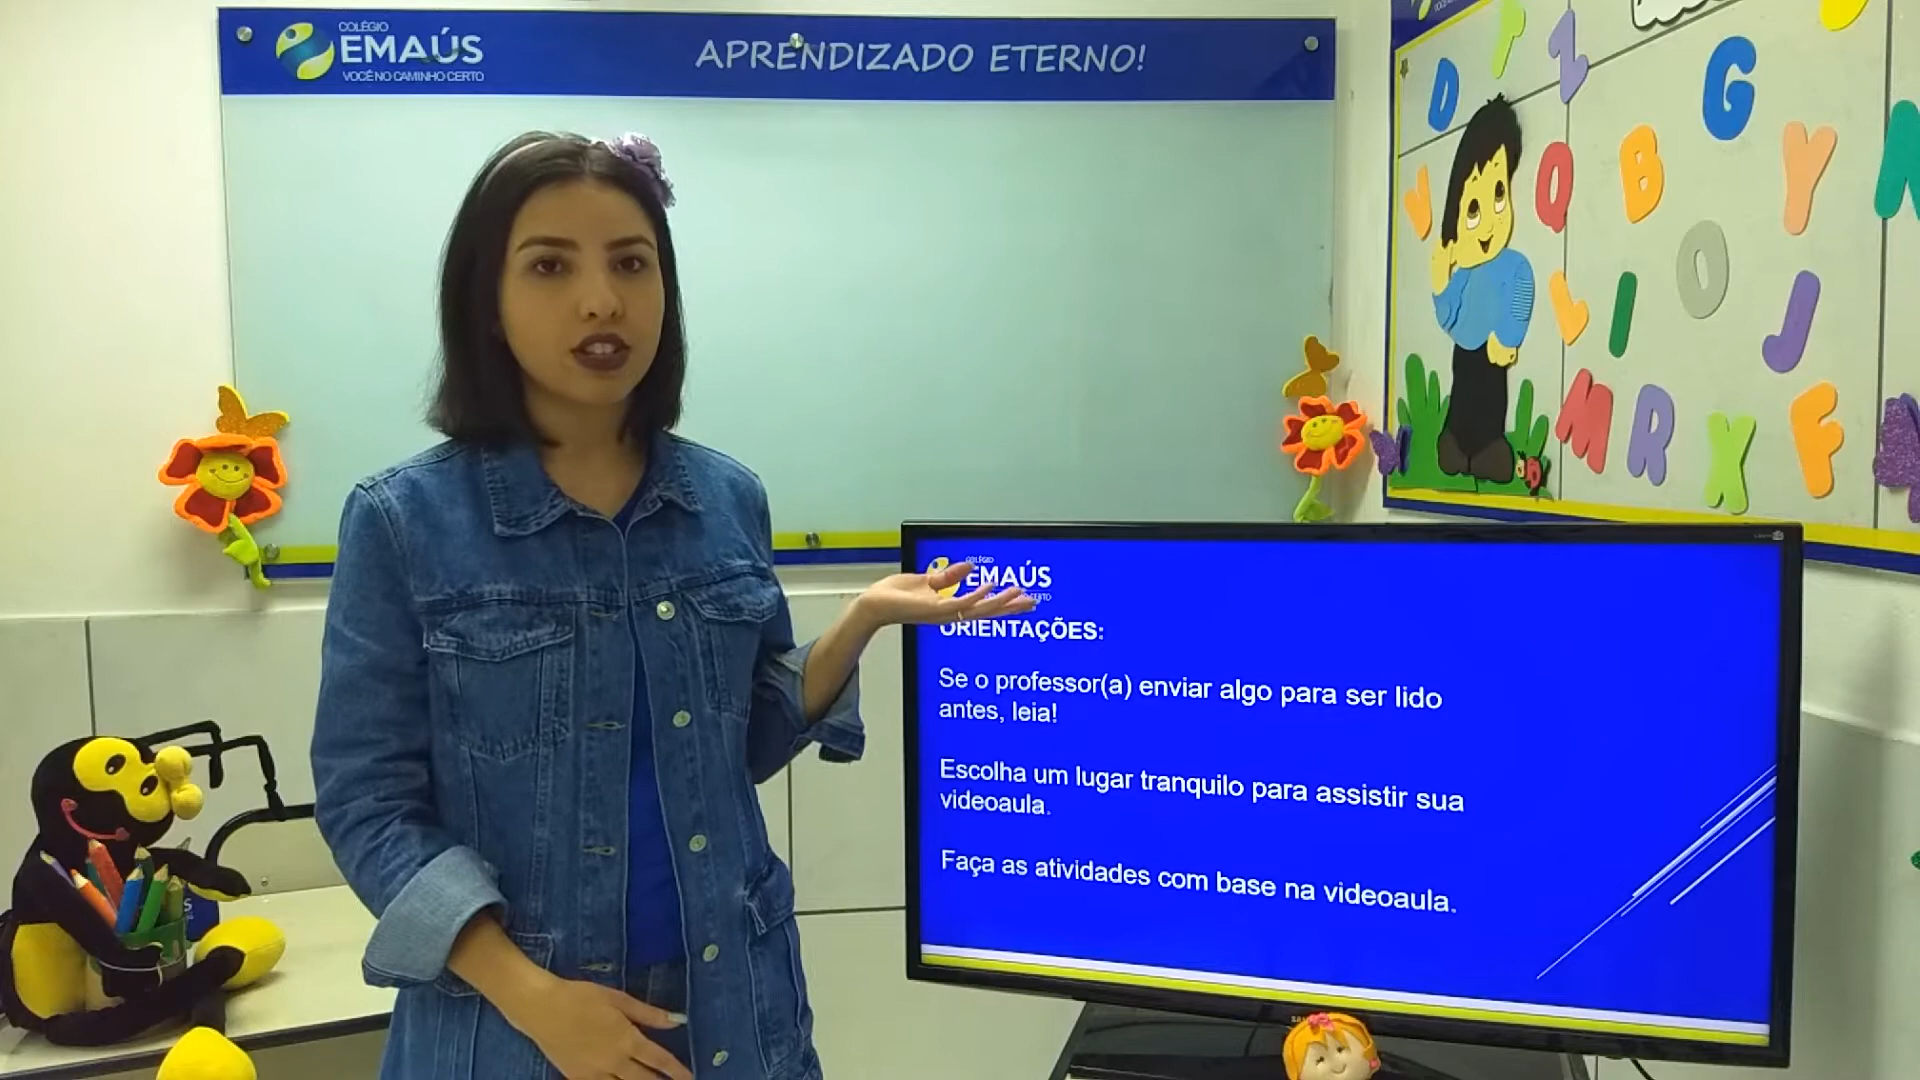 COLÉGIO
EMAÚS
VOCÊ NO CAMINHO CERTO
APRENDIZADO ETERNO!
D
T
Z
G
V
Q
B
Y
O
L
I
J
M
R
X
F
COLÉGIO
EMAÚS
ORIENTAÇÕES:
Se o professor(a) enviar algo para ser lido
antes, leia!
Escolha um lugar tranquilo para assistir sua
videoaula.
Faça as atividades com base na videoaula.